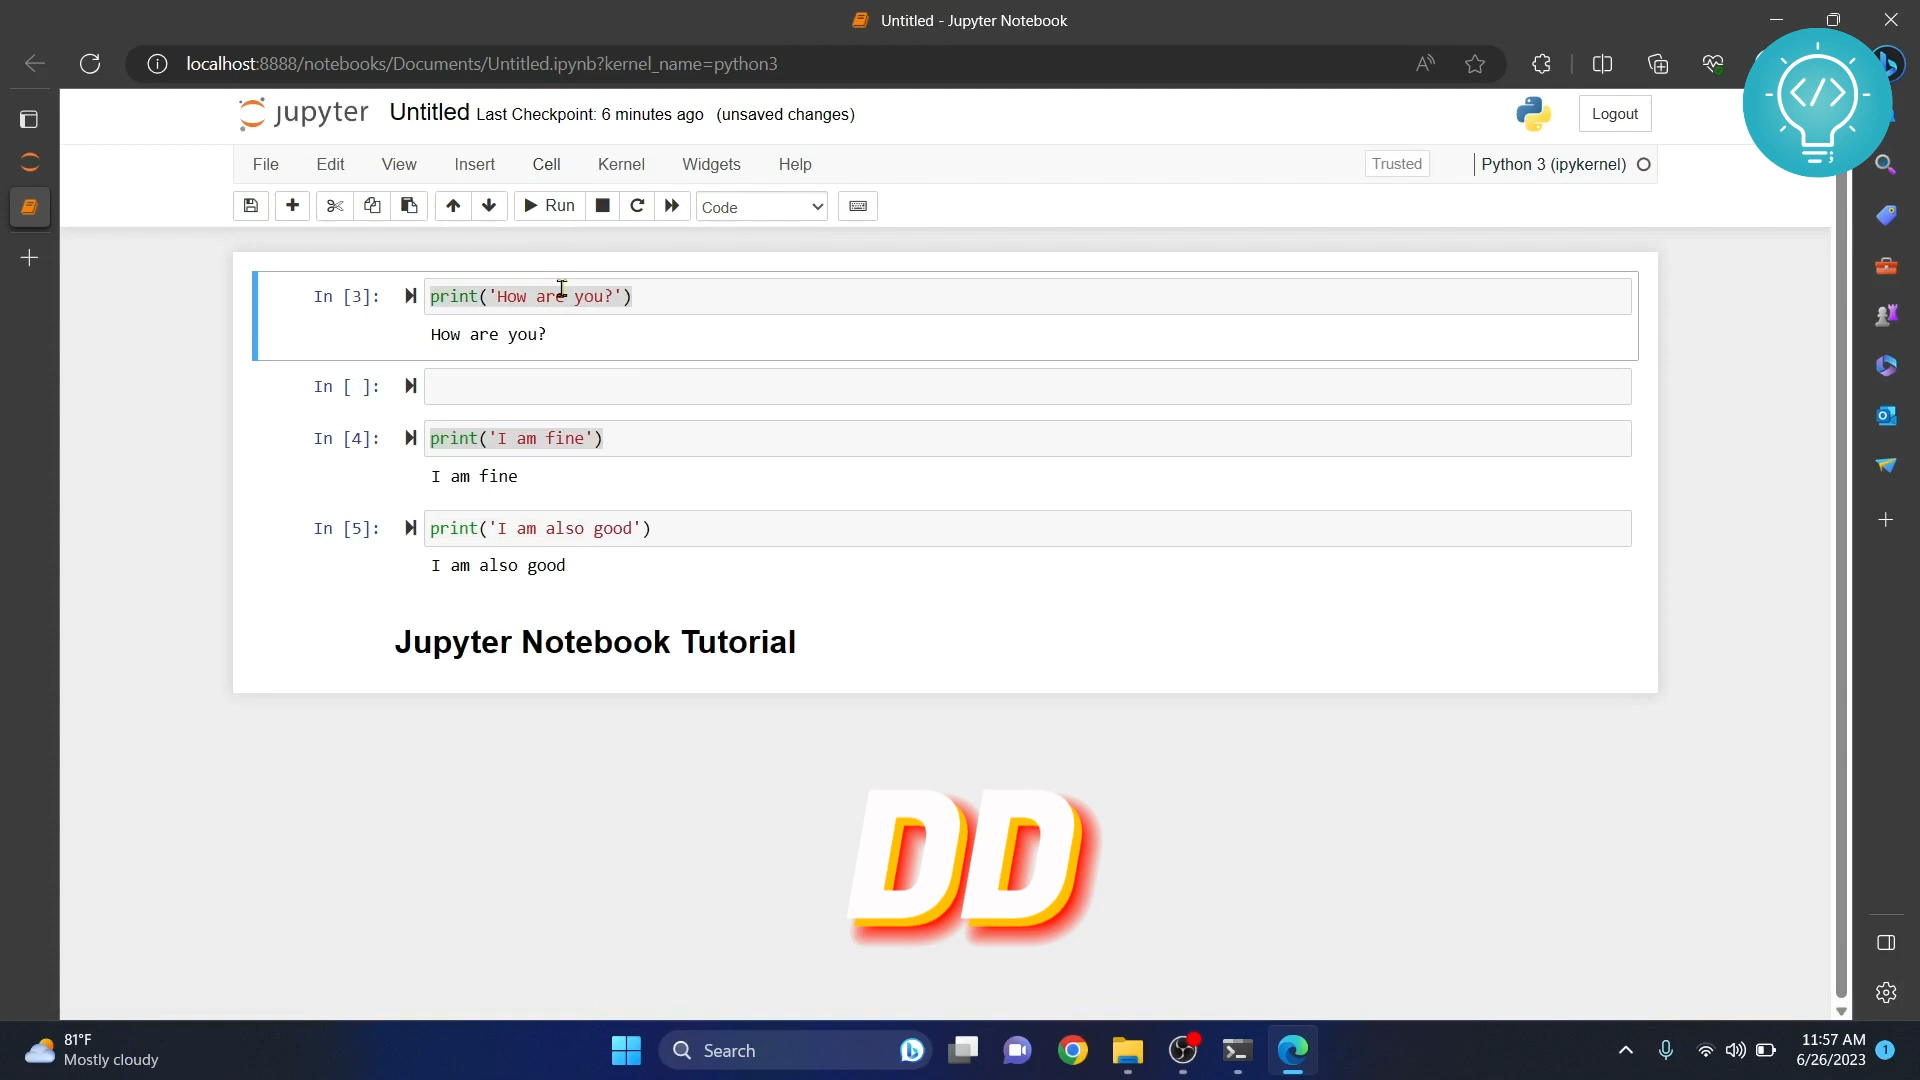 Untitled - Jupyter Notebook
localhost:8888/notebooks/Documents/Untitled.ipynb?kernel_name=python3
jupyter Untitled Last Checkpoint: 6 minutes ago (unsaved changes)
Logout
File Edit View Insert Cell Kernel Widgets Help
Trusted
Python 3 (ipykernel)
Run
Code
In [3]: print('How are you?')
How are you?
In [ ]:
In [4]: print('I am fine')
I am fine
In [5]: print('I am also good')
I am also good
Jupyter Notebook Tutorial
DD
81°F
Mostly cloudy
Search
11:57 AM
6/26/2023
1